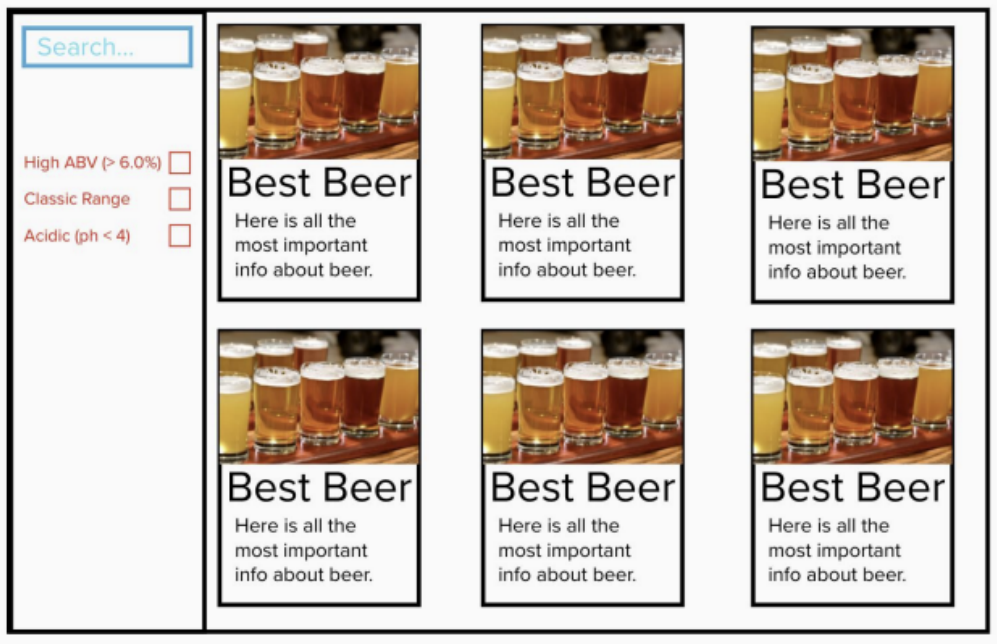 Search...
High ABV (> 6.0%)
Classic Range
Acidic (ph < 4)
Best Beer
Here is all the
most important
info about beer.
Best Beer
Here is all the
most important
info about beer.
Best Beer
Here is all the
most important
info about beer.
Best Beer
Here is all the
most important
info about beer.
Best Beer
Here is all the
most important
info about beer.
Best Beer
Here is all the
most important
info about beer.